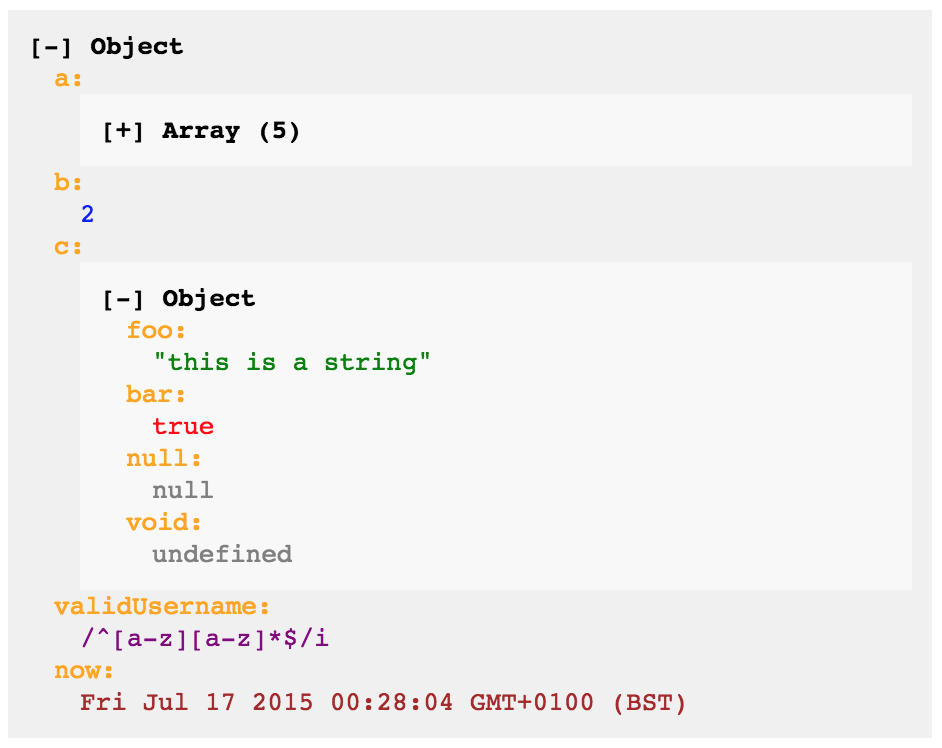 [-] Object
a:
[+] Array (5)
b:
2
c:
[-] Object
foo:
"this is a string"
bar:
true
null:
null
void:
undefined
validUsername:
/^[a-z][a-z]*$/i
now:
Fri Jul 17 2015 00:28:04 GMT+0100 (BST)